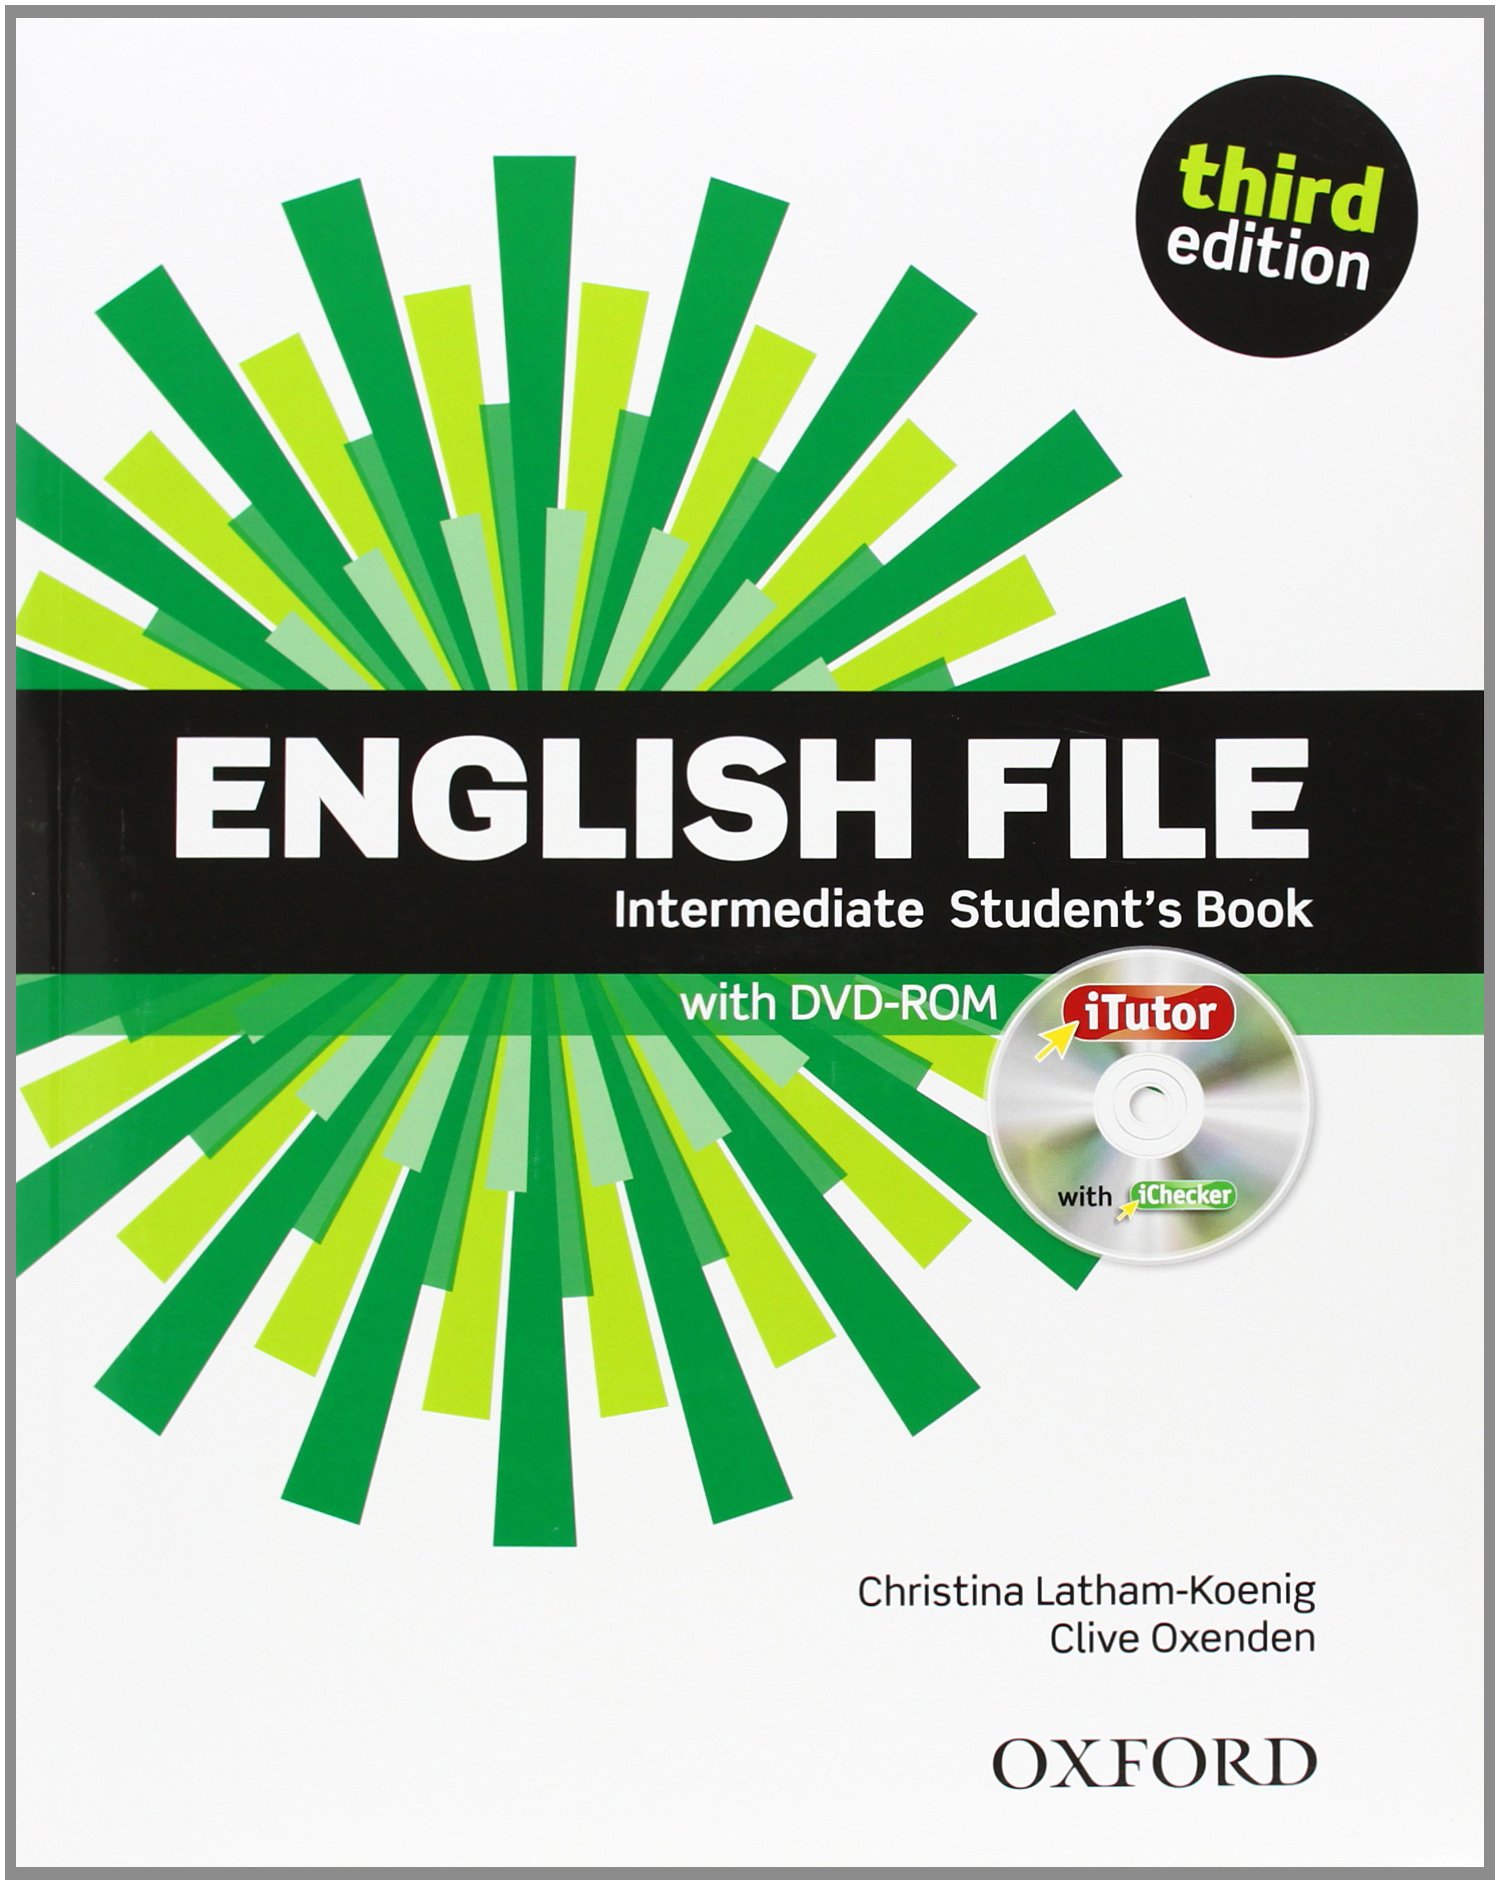 third
edition
ENGLISH FILE
Intermediate Student's Book
with DVD-ROM
iTutor
with iChecker
Christina Latham-Koenig
Clive Oxenden
OXFORD